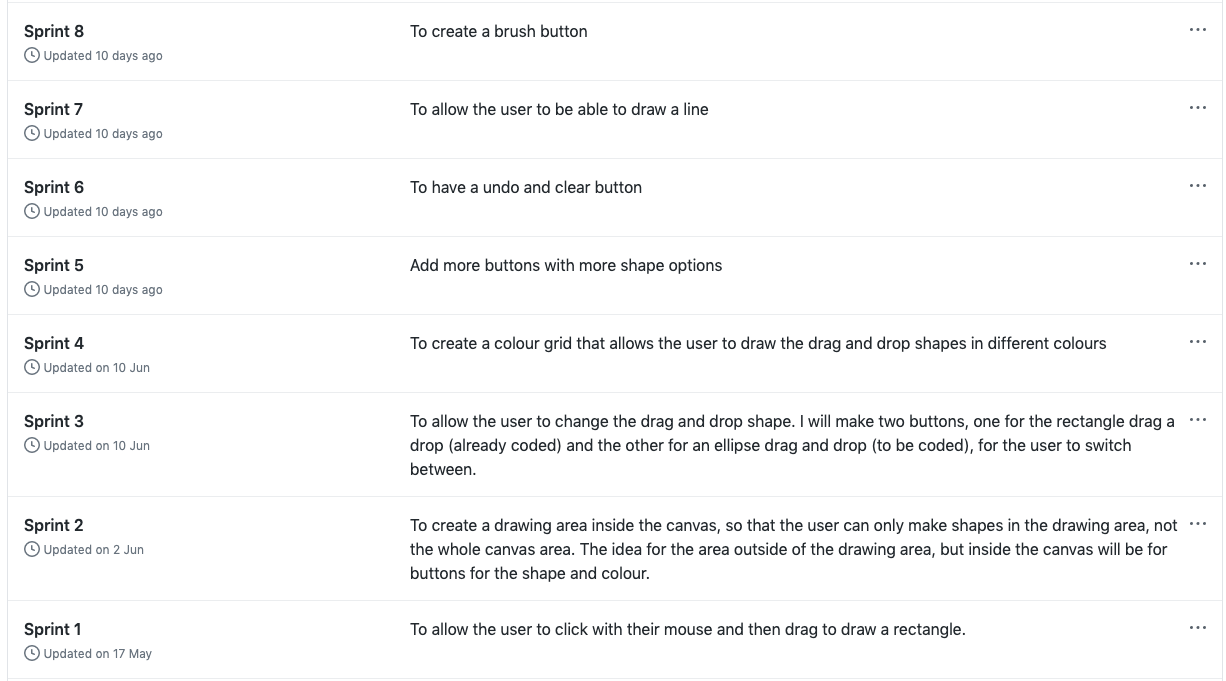 Sprint 8
To create a brush button
Updated 10 days ago
Sprint 7
To allow the user to be able to draw a line
Updated 10 days ago
Sprint 6
To have a undo and clear button
Updated 10 days ago
Sprint 5
Add more buttons with more shape options
Updated 10 days ago
Sprint 4
To create a colour grid that allows the user to draw the drag and drop shapes in different colours
Updated on 10 Jun
Sprint 3
To allow the user to change the drag and drop shape. I will make two buttons, one for the rectangle drag a
drop (already coded) and the other for an ellipse drag and drop (to be coded), for the user to switch
between.
Updated on 10 Jun
Sprint 2
To create a drawing area inside the canvas, so that the user can only make shapes in the drawing area, not
the whole canvas area. The idea for the area outside of the drawing area, but inside the canvas will be for
buttons for the shape and colour.
Updated on 2 Jun
Sprint 1
To allow the user to click with their mouse and then drag to draw a rectangle.
Updated on 17 May